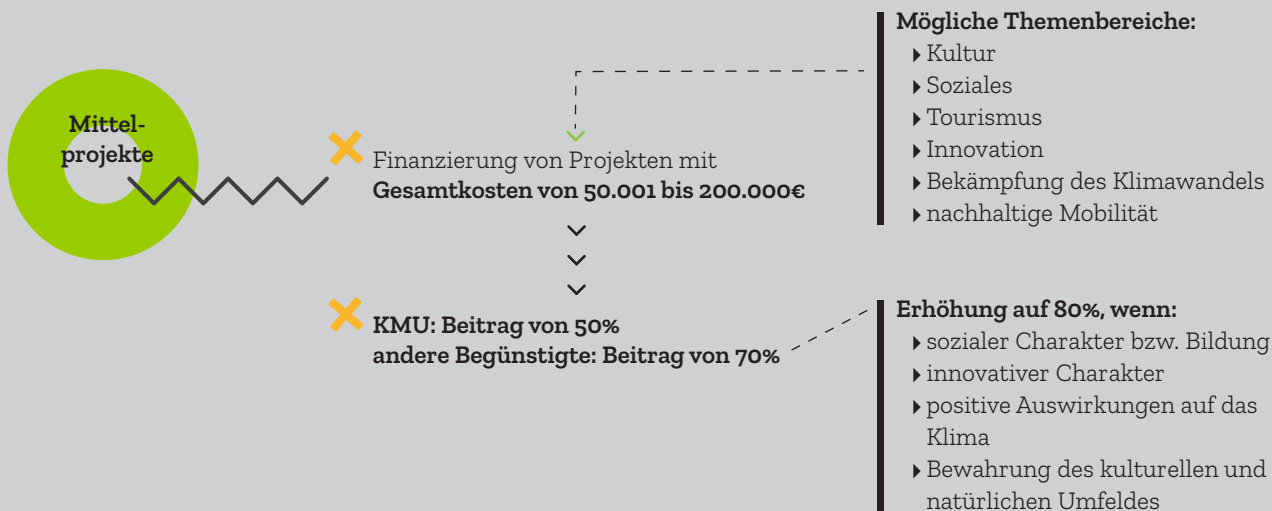 Mittel-
projekte
Finanzierung von Projekten mit
Gesamtkosten von 50.001 bis 200.000€
KMU: Beitrag von 50%
andere Begünstigte: Beitrag von 70%
Mögliche Themenbereiche:
Kultur
Soziales
Tourismus
Innovation
Bekämpfung des Klimawandels
nachhaltige Mobilität
Erhöhung auf 80%, wenn:
sozialer Charakter bzw. Bildung
innovativer Charakter
positive Auswirkungen auf das
Klima
Bewahrung des kulturellen und
natürlichen Umfeldes